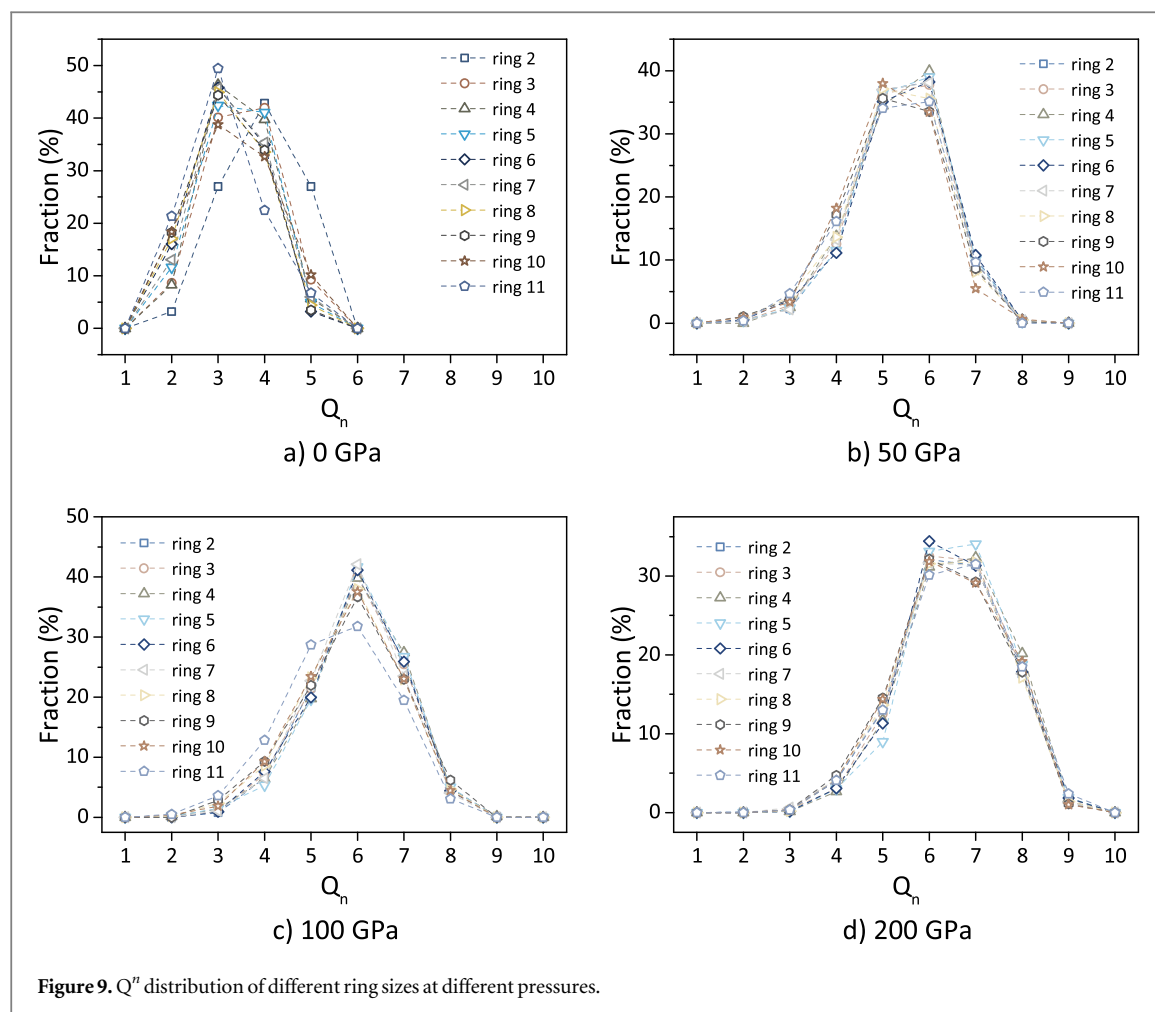 50
40
30
20
10
0
Fraction (%)
ring 2
ring 3
ring 4
ring 5
ring 6
ring 7
ring 8
ring 9
ring 10
ring 11
1 2 3 4 5 6 7 8 9 10
Qn
a) 0 GPa
40
30
20
10
0
Fraction (%)
ring 2
ring 3
ring 4
ring 5
ring 6
ring 7
ring 8
ring 9
ring 10
ring 11
1 2 3 4 5 6 7 8 9 10
Qn
b) 50 GPa
50
40
30
20
10
0
Fraction (%)
ring 2
ring 3
ring 4
ring 5
ring 6
ring 7
ring 8
ring 9
ring 10
ring 11
1 2 3 4 5 6 7 8 9 10
Qn
c) 100 GPa
30
20
10
0
Fraction (%)
ring 2
ring 3
ring 4
ring 5
ring 6
ring 7
ring 8
ring 9
ring 10
ring 11
1 2 3 4 5 6 7 8 9 10
Qn
d) 200 GPa
Figure 9. Qn distribution of different ring sizes at different pressures.